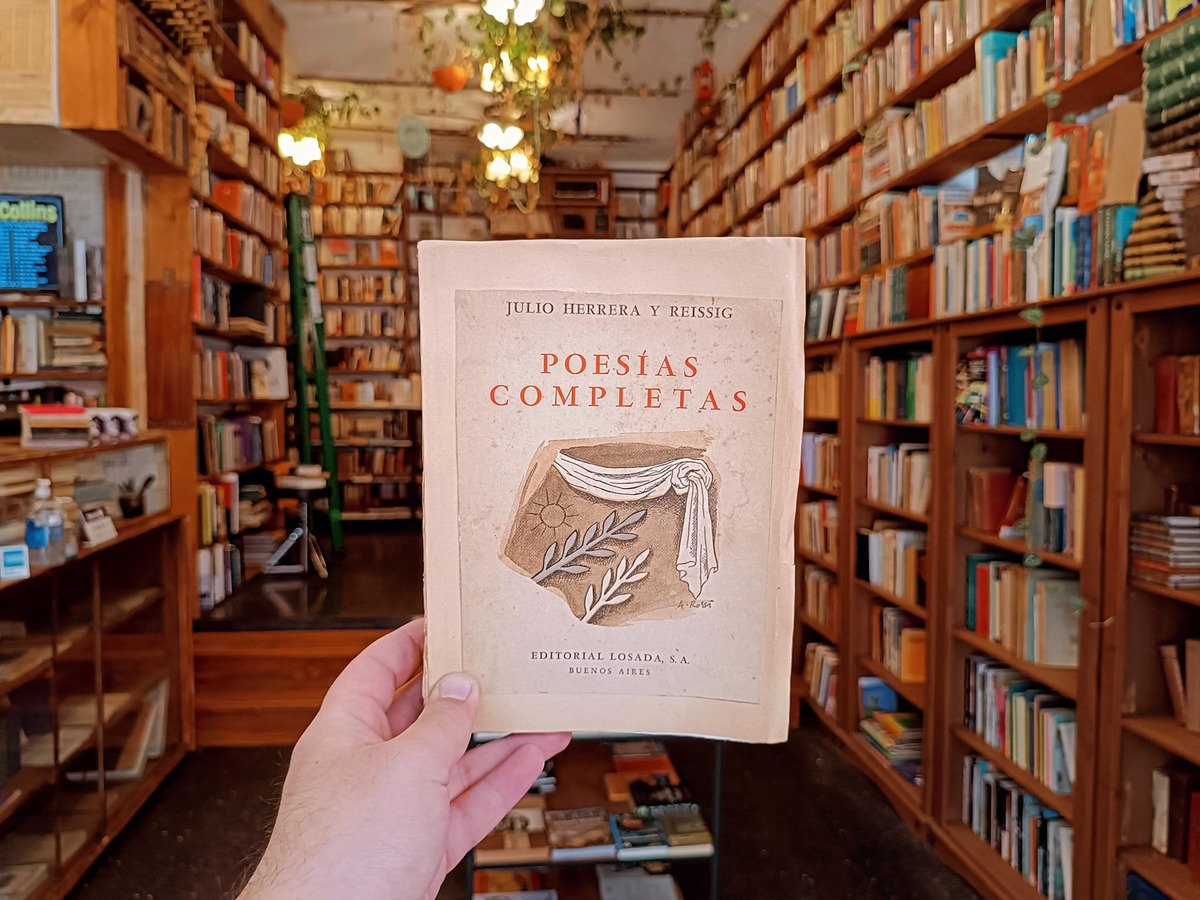 Collins
JULIO HERRERA Y REISSIG
POESÍAS
COMPLETAS
A. Rossi
EDITORIAL LOSADA, S. A.
BUENOS AIRES